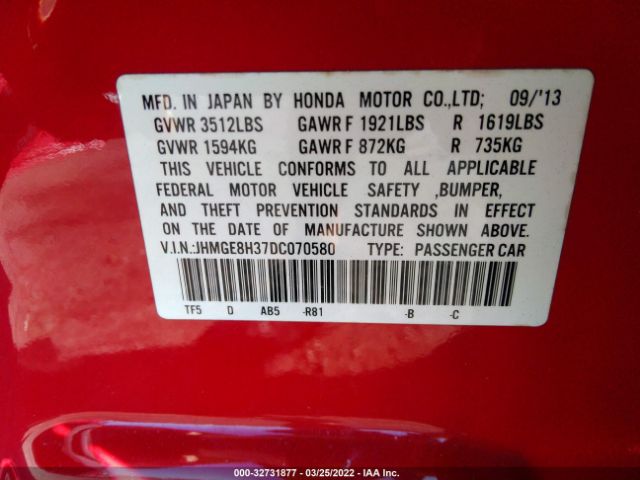 MFD. IN JAPAN BY HONDA MOTOR CO.,LTD; 09/'13
GVWR 3512LBS GAWR F 1921LBS R 1619LBS
GVWR 1594KG GAWR F 872KG R 735KG
THIS VEHICLE CONFORMS TO ALL APPLICABLE
FEDERAL MOTOR VEHICLE SAFETY ,BUMPER,
AND THEFT PREVENTION STANDARDS IN EFFECT
ON THE DATE OF MANUFACTURE SHOWN ABOVE.
V.I.N.:JHMGE8H37DC070580 TYPE: PASSENGER CAR
TF5 D AB5 -R81 -B -C
000-32731877 - 03/25/2022 - IAA Inc.